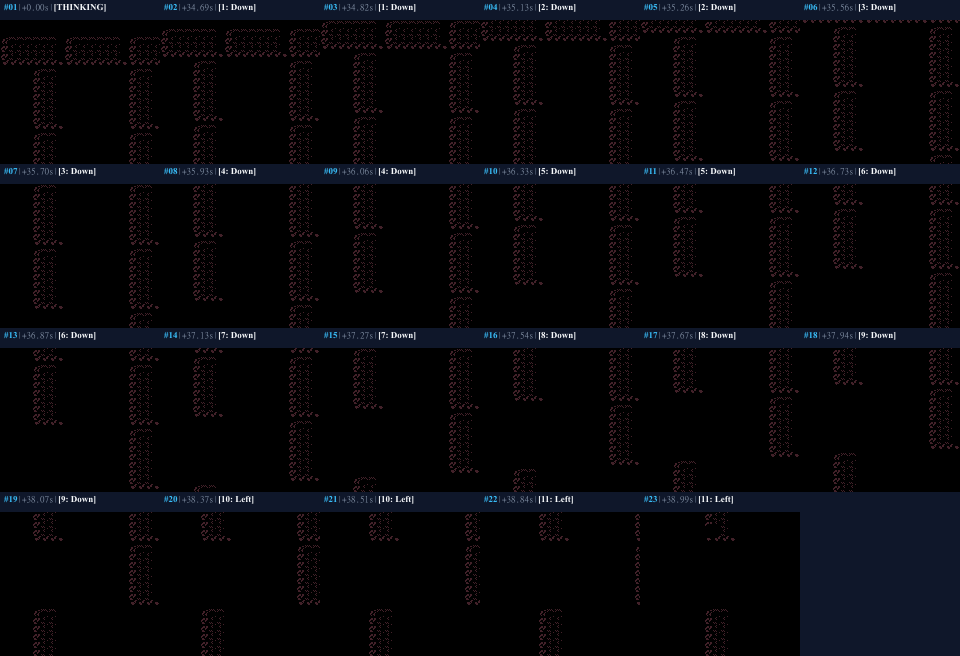 #01|+0.00s| [THINKING]
#02|+34.69s| [1: Down]
#03|+34.82s| [1: Down]
#04|+35.13s| [2: Down]
#05|+35.26s| [2: Down]
#06|+35.56s| [3: Down]
#07|+35.70s| [3: Down]
#08|+35.93s| [4: Down]
#09|+36.06s| [4: Down]
#10|+36.33s| [5: Down]
#11|+36.47s| [5: Down]
#12|+36.73s| [6: Down]
#13|+36.87s| [6: Down]
#14|+37.13s| [7: Down]
#15|+37.27s| [7: Down]
#16|+37.54s| [8: Down]
#17|+37.67s| [8: Down]
#18|+37.94s| [9: Down]
#19|+38.07s| [9: Down]
#20|+38.37s| [10: Left]
#21|+38.51s| [10: Left]
#22|+38.84s| [11: Left]
#23|+38.99s| [11: Left]